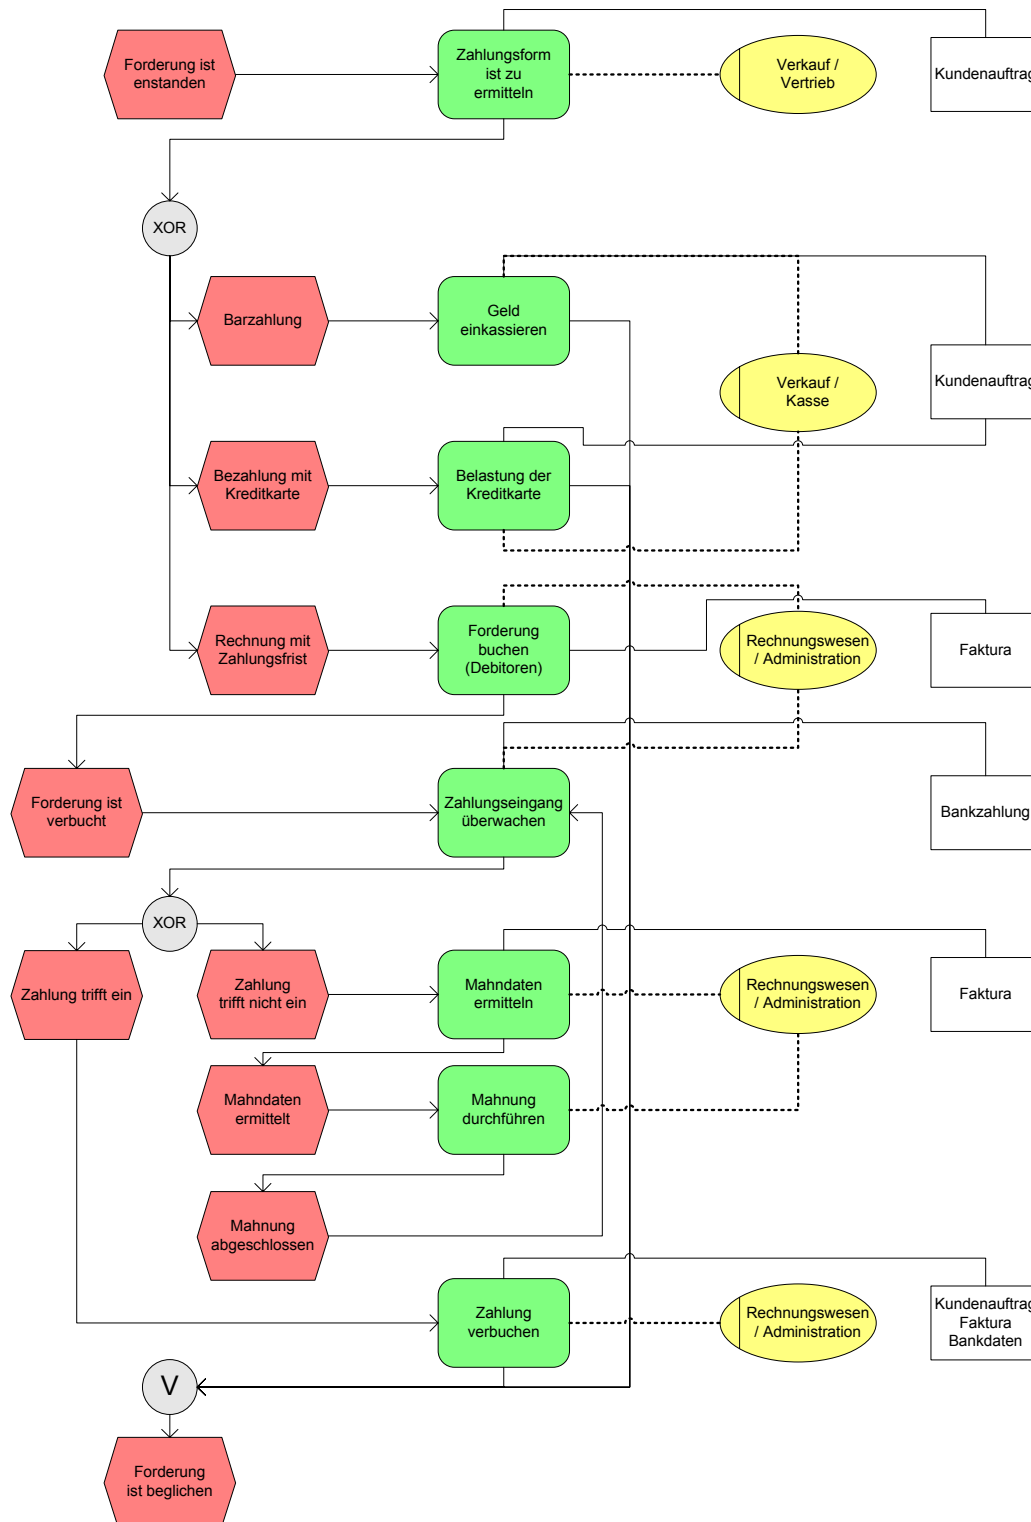 Forderung ist
enstanden
Zahlungsform
ist zu
ermitteln
Verkauf /
Vertrieb
Kundenauftrag
XOR
Barzahlung
Geld
einkassieren
Verkauf /
Kasse
Kundenauftrag
Bezahlung mit
Kreditkarte
Belastung der
Kreditkarte
Rechnung mit
Zahlungsfrist
Forderung
buchen
(Debitoren)
Rechnungswesen
/ Administration
Faktura
Forderung ist
verbucht
Zahlungseingang
überwachen
Bankzahlung
XOR
Zahlung trifft ein
Zahlung
trifft nicht ein
Mahndaten
ermitteln
Rechnungswesen
/ Administration
Faktura
Mahndaten
ermittelt
Mahnung
durchführen
Mahnung
abgeschlossen
Zahlung
verbuchen
Rechnungswesen
/ Administration
Kundenauftrag
Faktura
Bankdaten
V
Forderung
ist beglichen